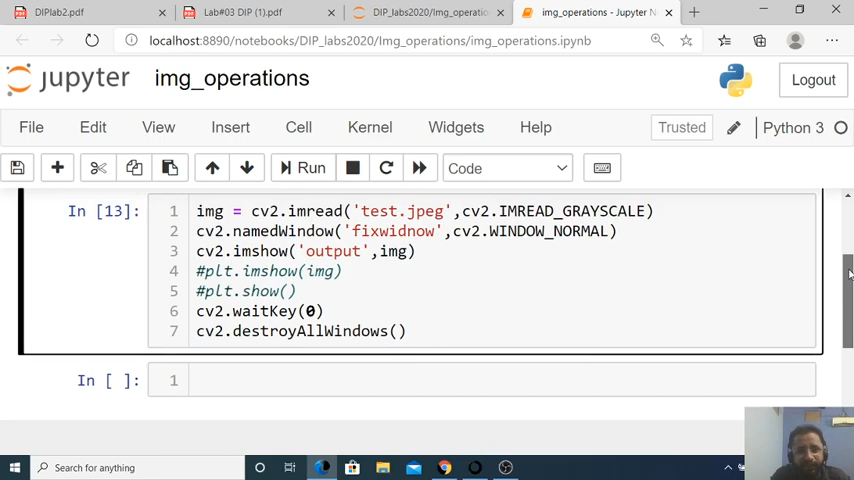 DIPlab2.pdf
Lab#03 DIP (1).pdf
DIP_labs2020/Img_operatio
img_operations - Jupyter N
localhost:8890/notebooks/DIP_labs2020/Img_operations/img_operations.ipynb
jupyter img_operations
Logout
File Edit View Insert Cell Kernel Widgets Help Trusted Python 3
Run Code
In [13]:
1 img = cv2.imread('test.jpeg',cv2.IMREAD_GRAYSCALE)
2 cv2.namedWindow('fixwidnow',cv2.WINDOW_NORMAL)
3 cv2.imshow('output',img)
4 #plt.imshow(img)
5 #plt.show()
6 cv2.waitKey(0)
7 cv2.destroyAllWindows()
In [ ]: 1
Search for anything